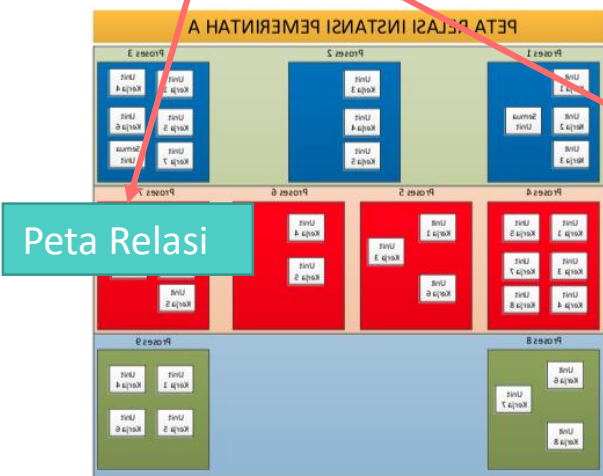 PETA RELASI INSTANSI PEMERINTAH A
Proses 1
Unit
Kerja 1
Unit
Kerja 2
Semua
Unit
Unit
Kerja 3
Proses 2
Unit
Kerja 3
Unit
Kerja 4
Unit
Kerja 5
Proses 3
Unit
Kerja 1
Unit
Kerja 4
Unit
Kerja 5
Unit
Kerja 6
Unit
Kerja 7
Semua
Unit
Proses 4
Unit
Kerja 1
Unit
Kerja 5
Unit
Kerja 3
Unit
Kerja 7
Unit
Kerja 4
Unit
Kerja 8
Proses 5
Unit
Kerja 1
Unit
Kerja 3
Unit
Kerja 6
Proses 6
Unit
Kerja 4
Unit
Kerja 5
Proses 7
Unit
Kerja 5
Peta Relasi
Proses 8
Unit
Kerja 6
Unit
Kerja 7
Unit
Kerja 8
Proses 9
Unit
Kerja 1
Unit
Kerja 4
Unit
Kerja 5
Unit
Kerja 6